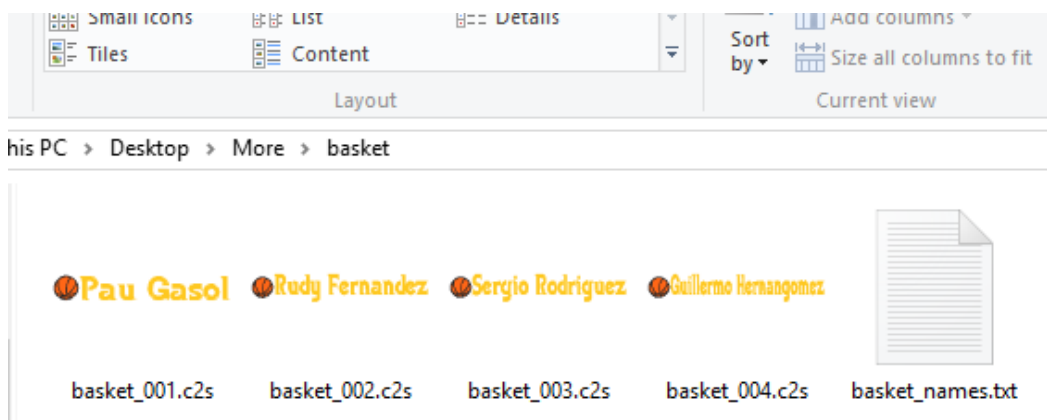 Small icons List Details Add columns
Tiles Content Sort by Size all columns to fit
Layout Current view
his PC > Desktop > More > basket
Pau Gasol Rudy Fernandez Sergio Rodriguez Guillermo Hernangomez
basket_001.c2s basket_002.c2s basket_003.c2s basket_004.c2s basket_names.txt